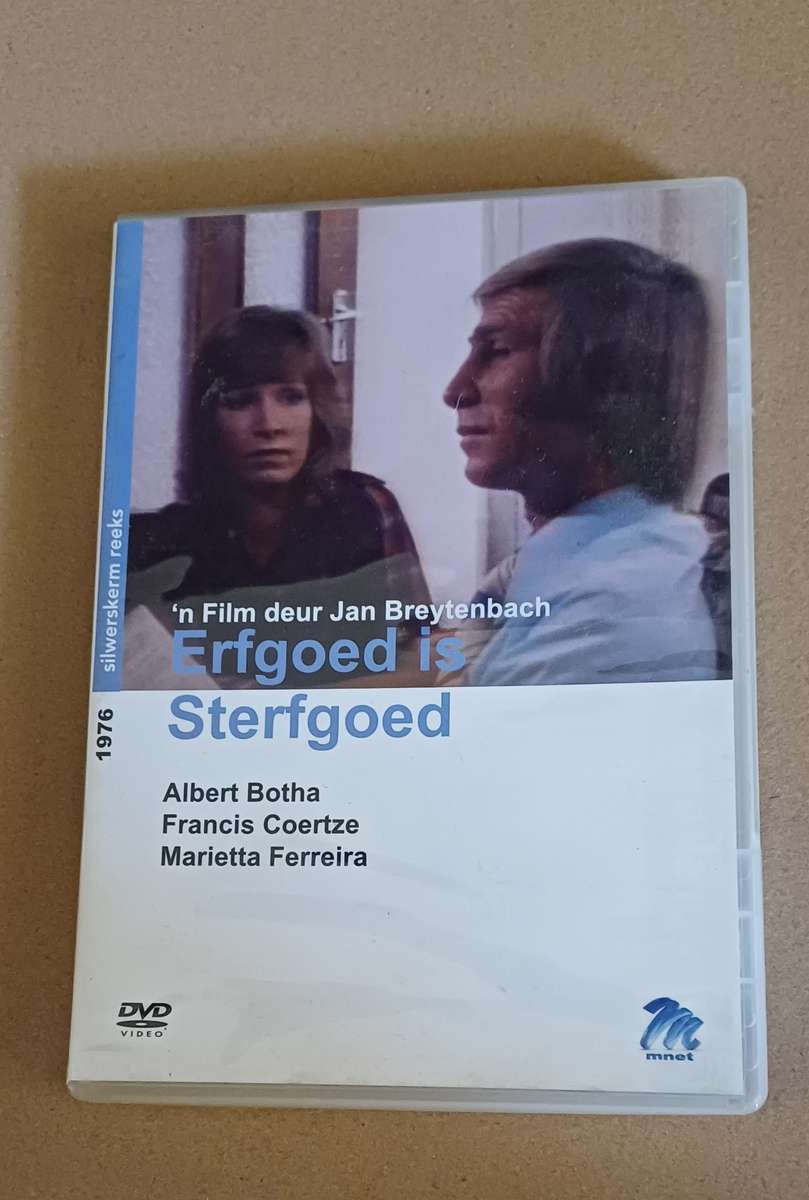 'n Film deur Jan Breytenbach
Erfgoed is
Sterfgoed
Albert Botha
Francis Coertze
Marietta Ferreira
silwerskerm reeks
1976
DVD
VIDEO
mnet